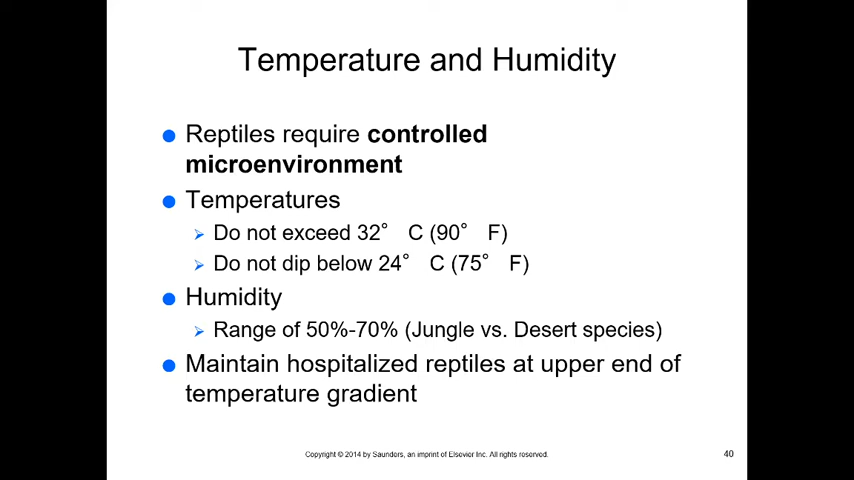 Temperature and Humidity
Reptiles require controlled
microenvironment
Temperatures
Do not exceed 32° C (90° F)
Do not dip below 24° C (75° F)
Humidity
Range of 50%-70% (Jungle vs. Desert species)
Maintain hospitalized reptiles at upper end of
temperature gradient
Copyright © 2014 by Saunders, an imprint of Elsevier Inc. All rights reserved.
40